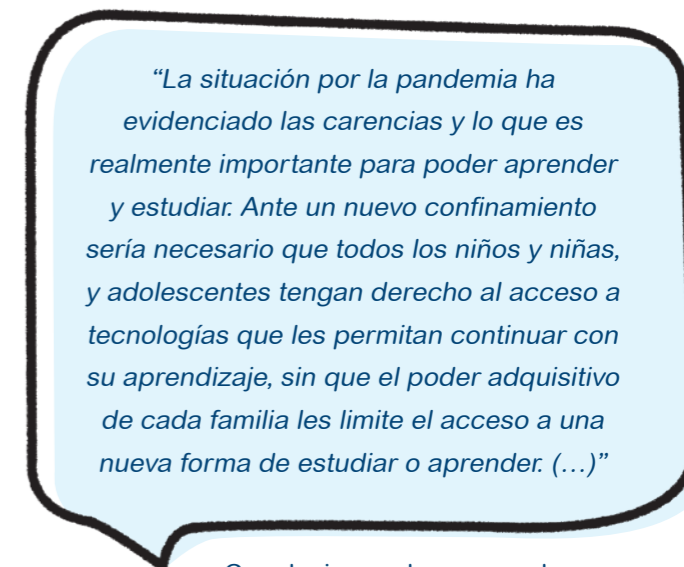 “La situación por la pandemia ha
evidenciado las carencias y lo que es
realmente importante para poder aprender
y estudiar. Ante un nuevo confinamiento
sería necesario que todos los niños y niñas,
y adolescentes tengan derecho al acceso a
tecnologías que les permitan continuar con
su aprendizaje, sin que el poder adquisitivo
de cada familia les limite el acceso a una
nueva forma de estudiar o aprender. (…)”